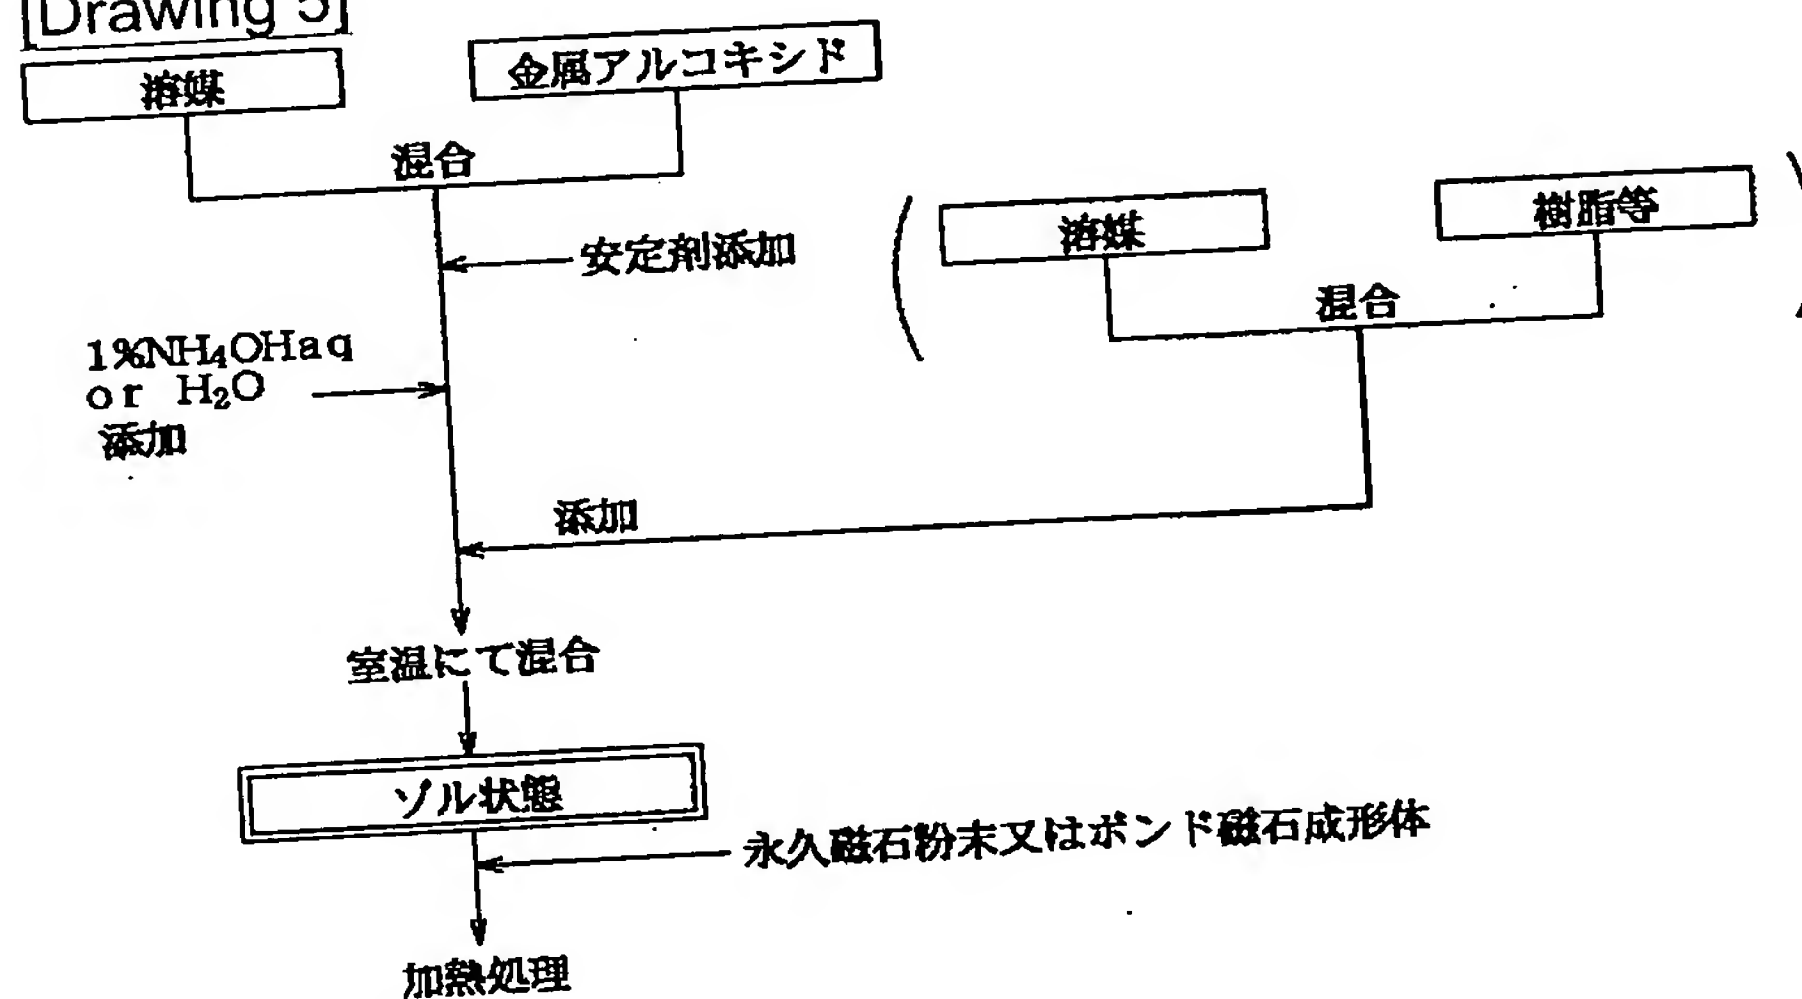 [Drawing 5]
溶媒
金属アルコキシド
混合
安定剤添加
溶媒
樹脂等
混合
1%NH₄OHaq
or H₂O
添加
添加
室温にて混合
ゾル状態
永久磁石粉末又はボンド磁石成形体
加熱処理